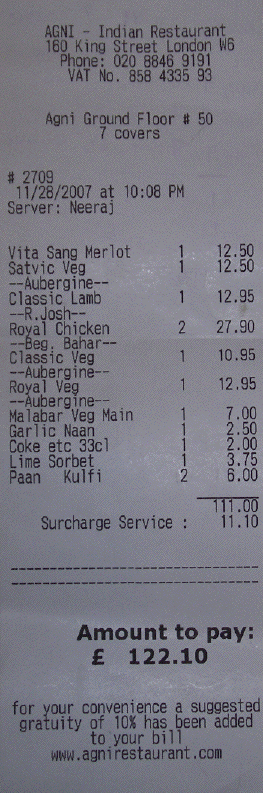 AGNI - Indian Restaurant
160 King Street London W6
Phone: 020 8846 9191
VAT No. 858 4335 93
Agni Ground Floor # 50
7 covers
# 2709
11/28/2007 at 10:08 PM
Server: Neeraj
Vita Sang Merlot 1 12.50
Satvic Veg 1 12.50
--Aubergine--
Classic Lamb 1 12.95
--R.Josh--
Royal Chicken 2 27.90
--Beg. Bahar--
Classic Veg 1 10.95
--Aubergine--
Royal Veg 1 12.95
--Aubergine--
Malabar Veg Main 1 7.00
Garlic Naan 1 2.50
Coke etc 33cl 1 2.00
Lime Sorbet 1 3.75
Paan Kulfi 2 6.00
111.00
Surcharge Service : 11.10
Amount to pay:
£ 122.10
for your convenience a suggested
gratuity of 10% has been added
to your bill
www.agnirestaurant.com